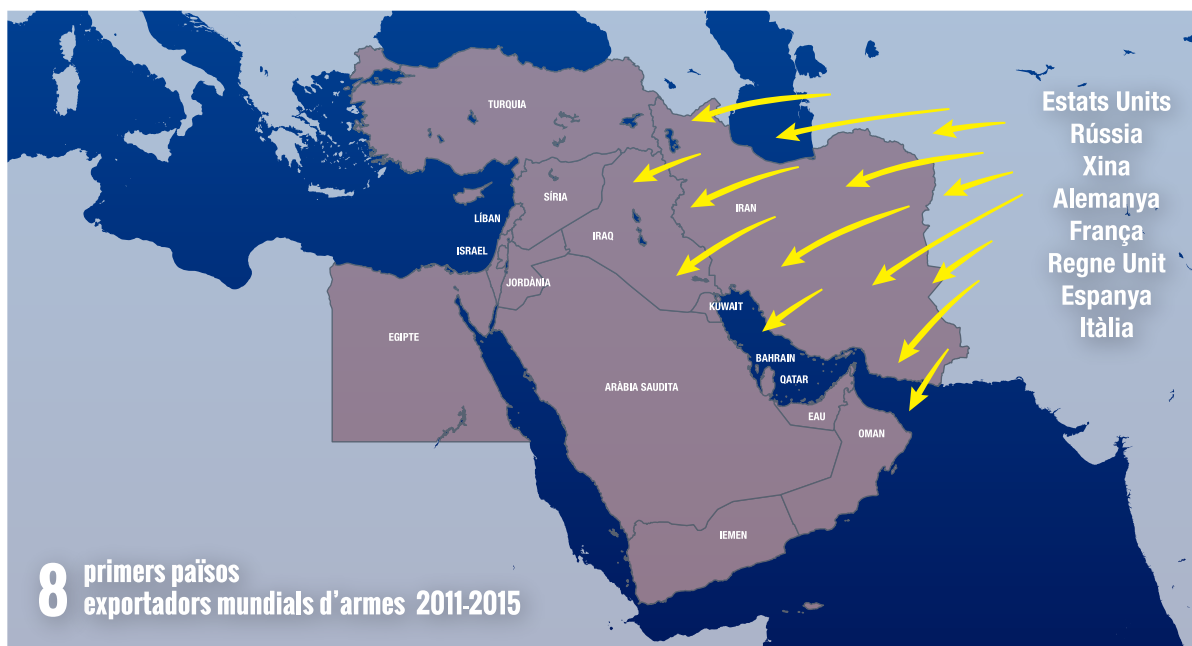 Estats Units
Rússia
Xina
Alemanya
França
Regne Unit
Espanya
Itàlia
TURQUIA
SÍRIA
LÍBAN
ISRAEL
IRAQ
IRAN
JORDÀNIA
KUWAIT
EGIPTE
BAHRAIN
QATAR
ARÀBIA SAUDITA
EAU
OMAN
IEMEN
8 primers països
exportadors mundials d'armes 2011-2015